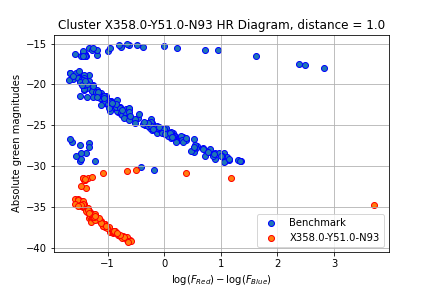 Cluster X358.0-Y51.0-N93 HR Diagram, distance = 1.0
Absolute green magnitudes
−15
−20
−25
−30
−35
−40
−1
0
1
2
3
log(F_Red) − log(F_Blue)
Benchmark
X358.0-Y51.0-N93